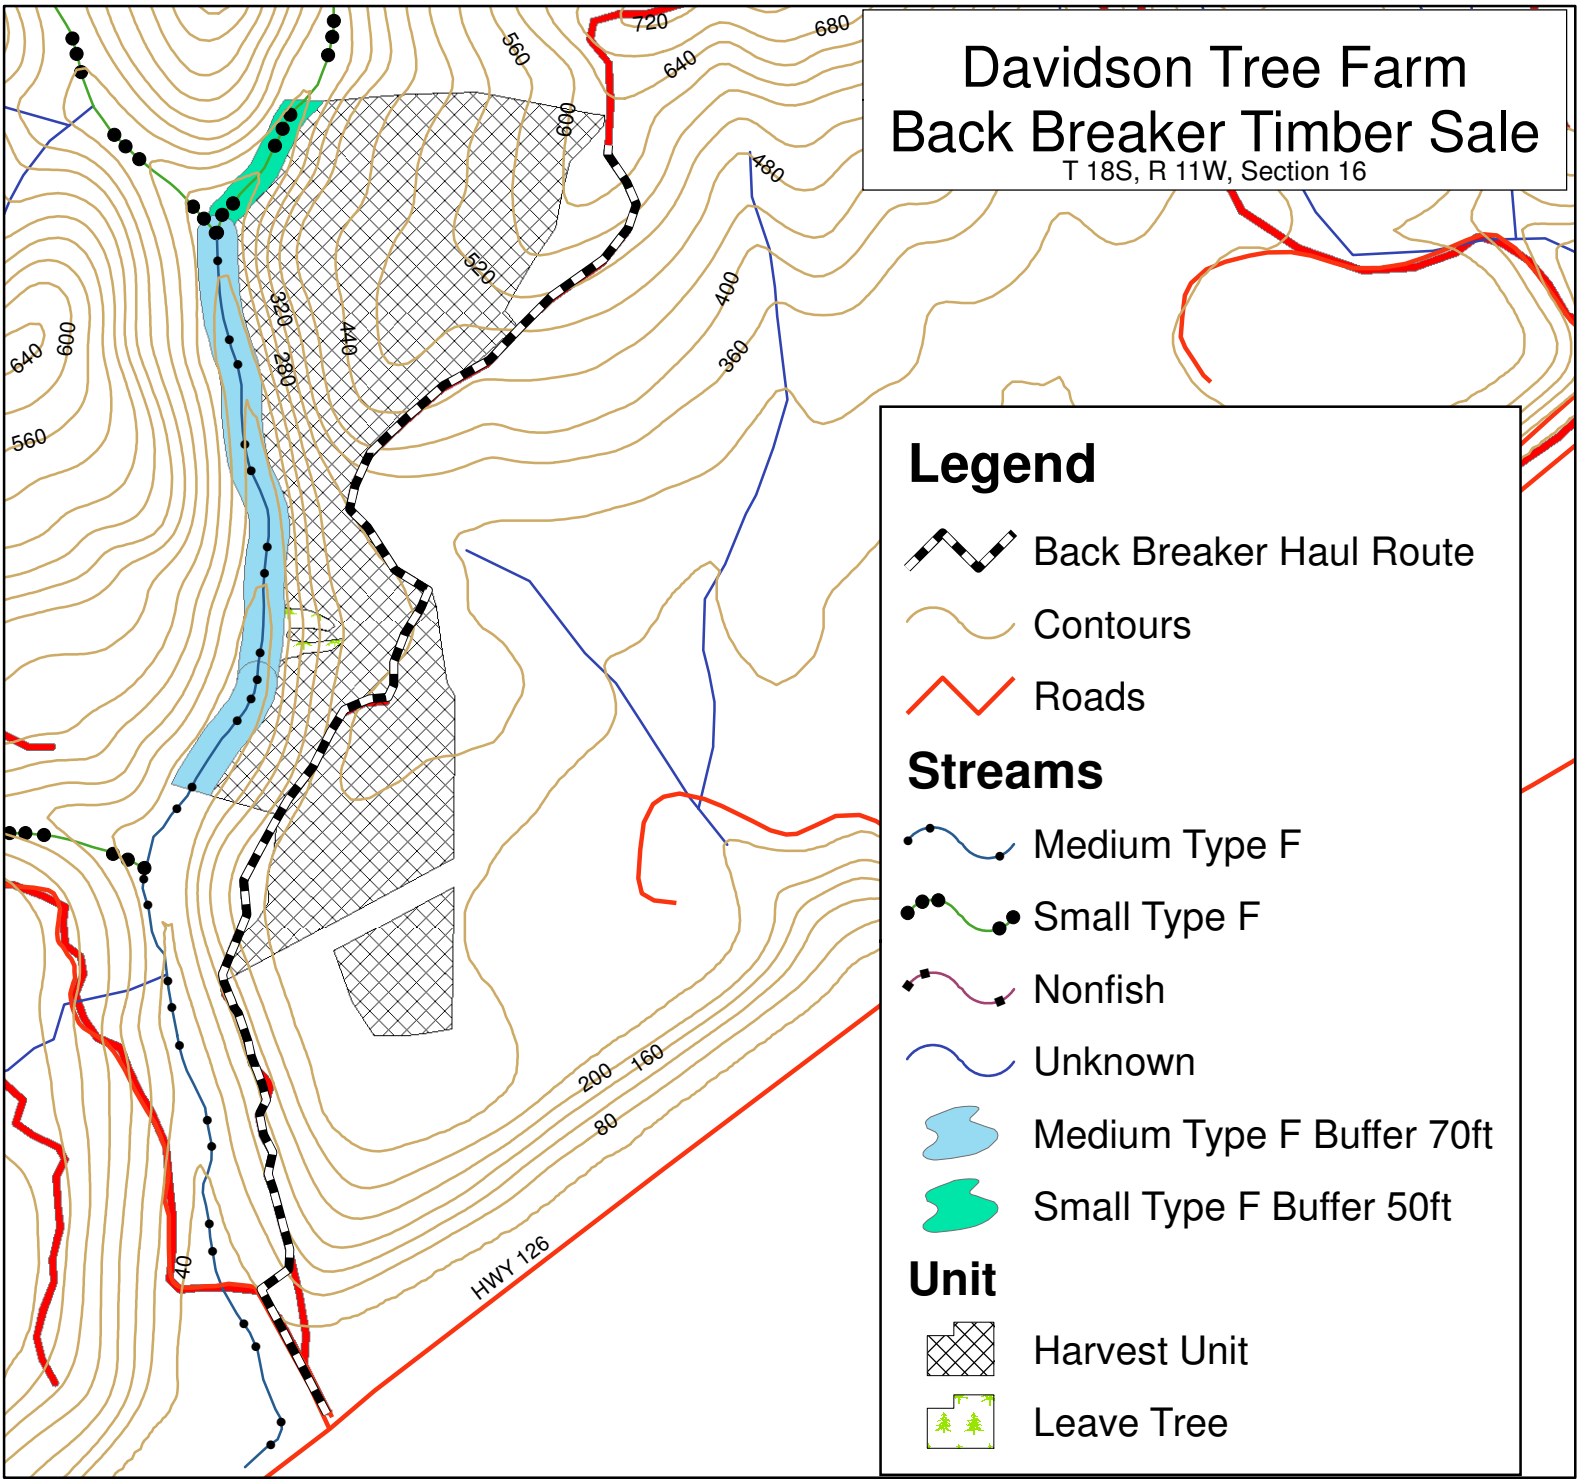 Davidson Tree Farm
Back Breaker Timber Sale
T 18S, R 11W, Section 16
720
680
560
640
600
480
520
400
320
440
360
280
600
640
560
200
160
80
40
HWY 126
Legend
Back Breaker Haul Route
Contours
Roads
Streams
Medium Type F
Small Type F
Nonfish
Unknown
Medium Type F Buffer 70ft
Small Type F Buffer 50ft
Unit
Harvest Unit
Leave Tree